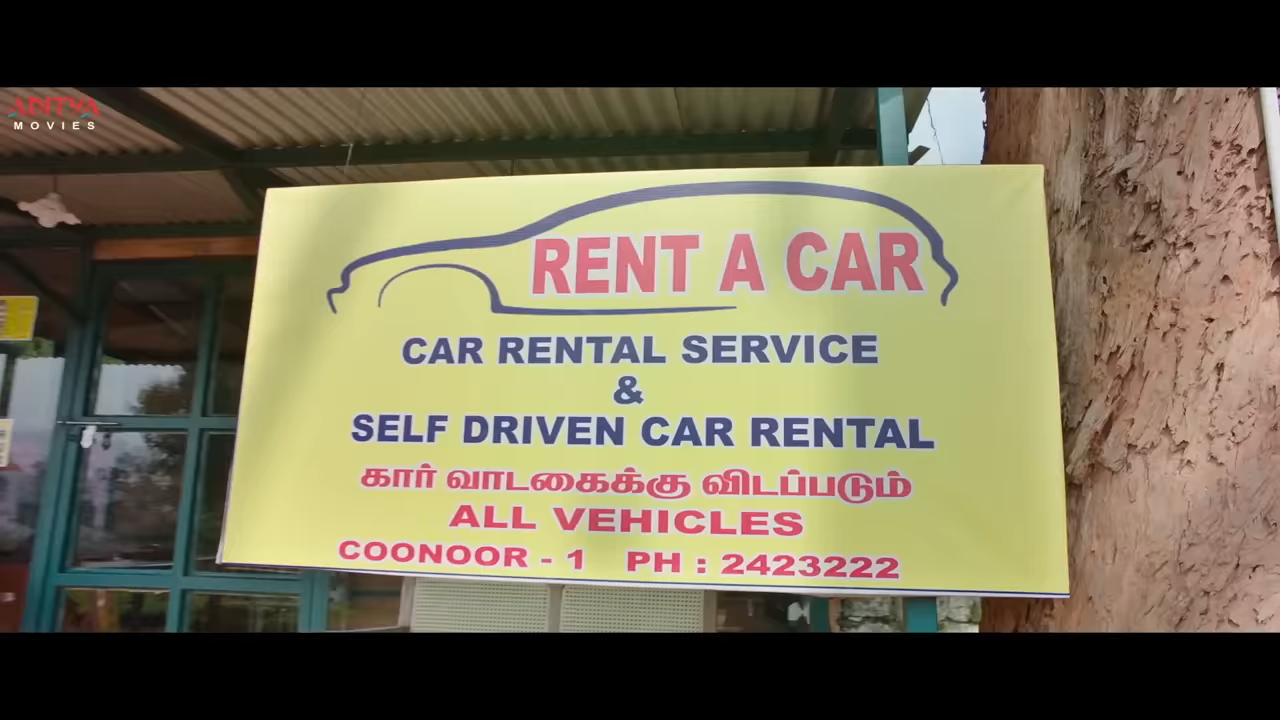 ADITYA
MOVIES
RENT A CAR
CAR RENTAL SERVICE
&
SELF DRIVEN CAR RENTAL
கார் வாடகைக்கு விடப்படும்
ALL VEHICLES
COONOOR - 1 PH : 2423222